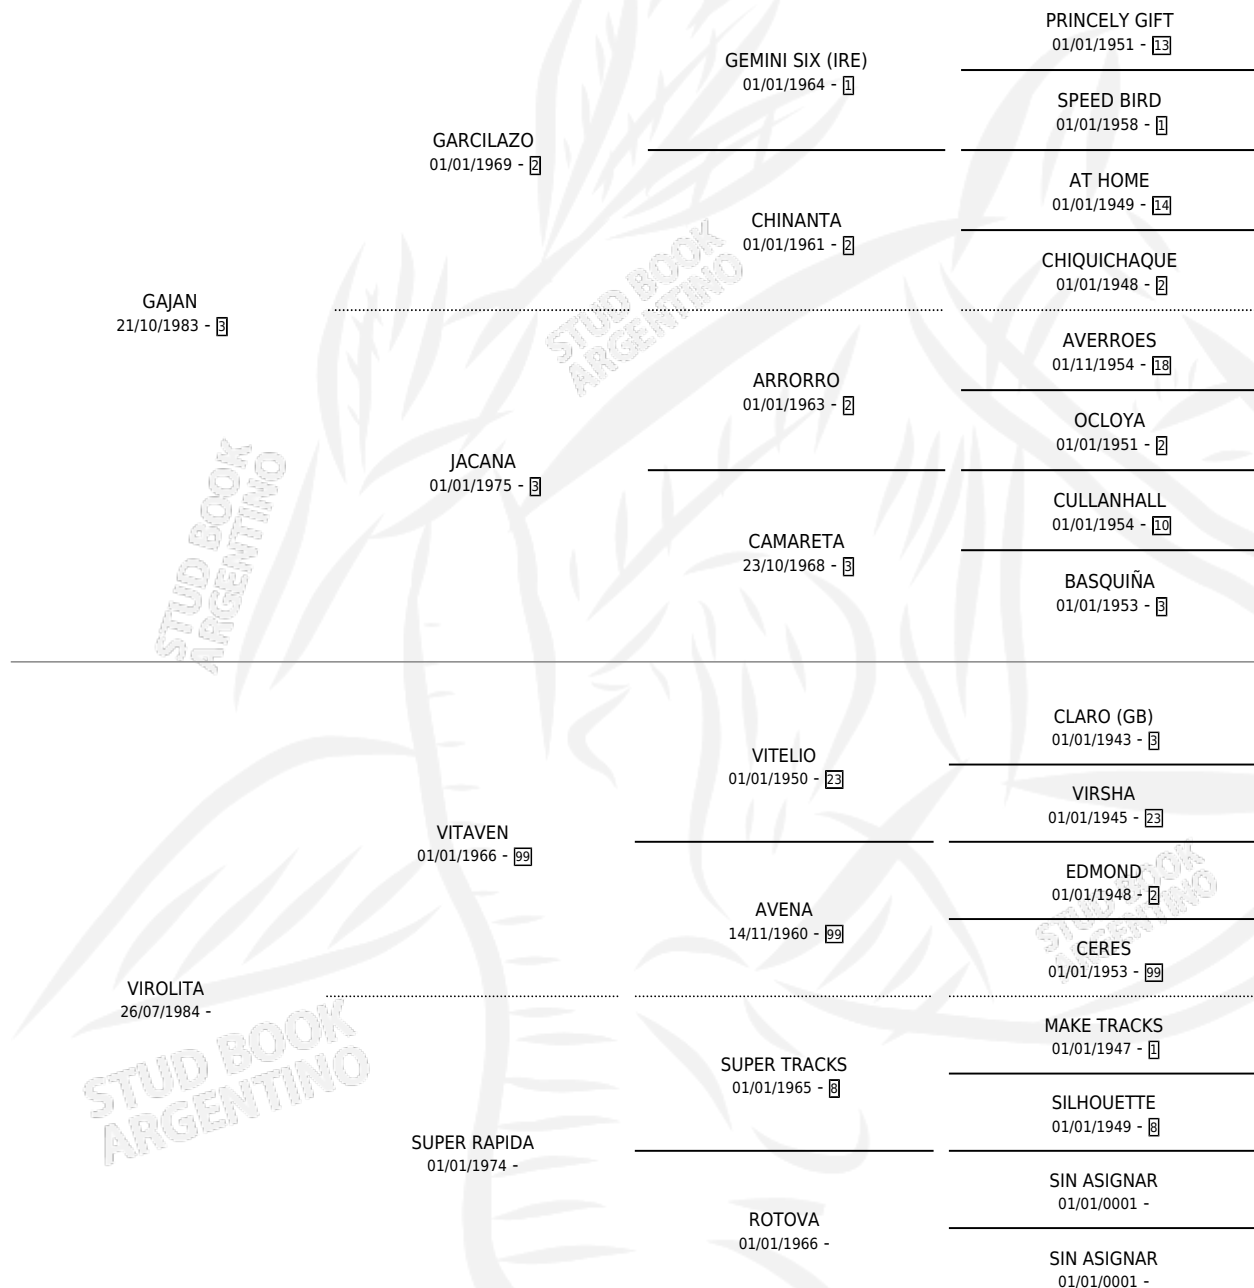 PRINCELY GIFT
01/01/1951 - 13
GEMINI SIX (IRE)
01/01/1964 - 1
SPEED BIRD
01/01/1958 - 1
GARCILAZO
01/01/1969 - 2
AT HOME
01/01/1949 - 14
CHINANTA
01/01/1961 - 2
CHIQUICHAQUE
01/01/1948 - 2
GAJAN
21/10/1983 - 3
AVERROES
01/11/1954 - 18
ARRORRO
01/01/1963 - 2
OCLOYA
01/01/1951 - 2
JACANA
01/01/1975 - 3
CULLANHALL
01/01/1954 - 10
CAMARETA
23/10/1968 - 3
BASQUIÑA
01/01/1953 - 3
STUD BOOK
ARGENTINO
STUD BOOK
ARGENTINO
CLARO (GB)
01/01/1943 - 3
VITELIO
01/01/1950 - 23
VIRSHA
01/01/1945 - 23
VITAVEN
01/01/1966 - 99
EDMOND
01/01/1948 - 2
AVENA
14/11/1960 - 99
CERES
01/01/1953 - 99
VIROLITA
26/07/1984 -
MAKE TRACKS
01/01/1947 - 1
SUPER TRACKS
01/01/1965 - 8
SILHOUETTE
01/01/1949 - 8
SUPER RAPIDA
01/01/1974 -
SIN ASIGNAR
01/01/0001 -
ROTOVA
01/01/1966 -
SIN ASIGNAR
01/01/0001 -
STUD BOOK
ARGENTINO
STUD BOOK
ARGENTINO